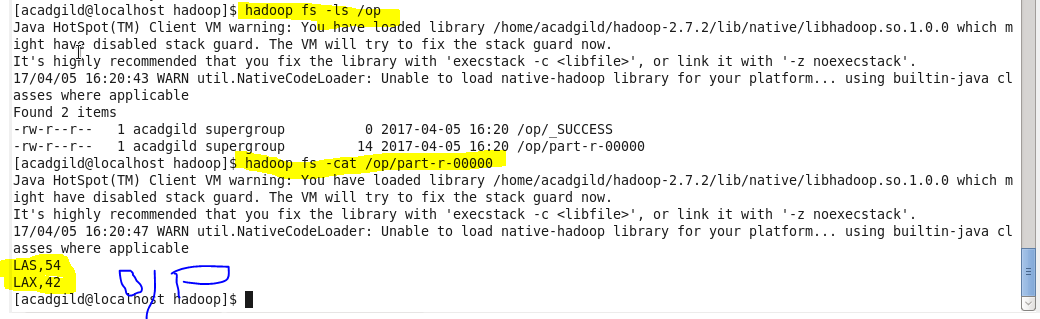 [acadgild@localhost hadoop]$ hadoop fs -ls /op
Java HotSpot(TM) Client VM warning: You have loaded library /home/acadgild/hadoop-2.7.2/lib/native/libhadoop.so.1.0.0 which m
ight have disabled stack guard. The VM will try to fix the stack guard now.
It's highly recommended that you fix the library with 'execstack -c <libfile>', or link it with '-z noexecstack'.
17/04/05 16:20:43 WARN util.NativeCodeLoader: Unable to load native-hadoop library for your platform... using builtin-java cl
asses where applicable
Found 2 items
-rw-r--r--   1 acadgild supergroup          0 2017-04-05 16:20 /op/_SUCCESS
-rw-r--r--   1 acadgild supergroup         14 2017-04-05 16:20 /op/part-r-00000
[acadgild@localhost hadoop]$ hadoop fs -cat /op/part-r-00000
Java HotSpot(TM) Client VM warning: You have loaded library /home/acadgild/hadoop-2.7.2/lib/native/libhadoop.so.1.0.0 which m
ight have disabled stack guard. The VM will try to fix the stack guard now.
It's highly recommended that you fix the library with 'execstack -c <libfile>', or link it with '-z noexecstack'.
17/04/05 16:20:47 WARN util.NativeCodeLoader: Unable to load native-hadoop library for your platform... using builtin-java cl
asses where applicable
LAS,54
LAX,42
O/P
[acadgild@localhost hadoop]$